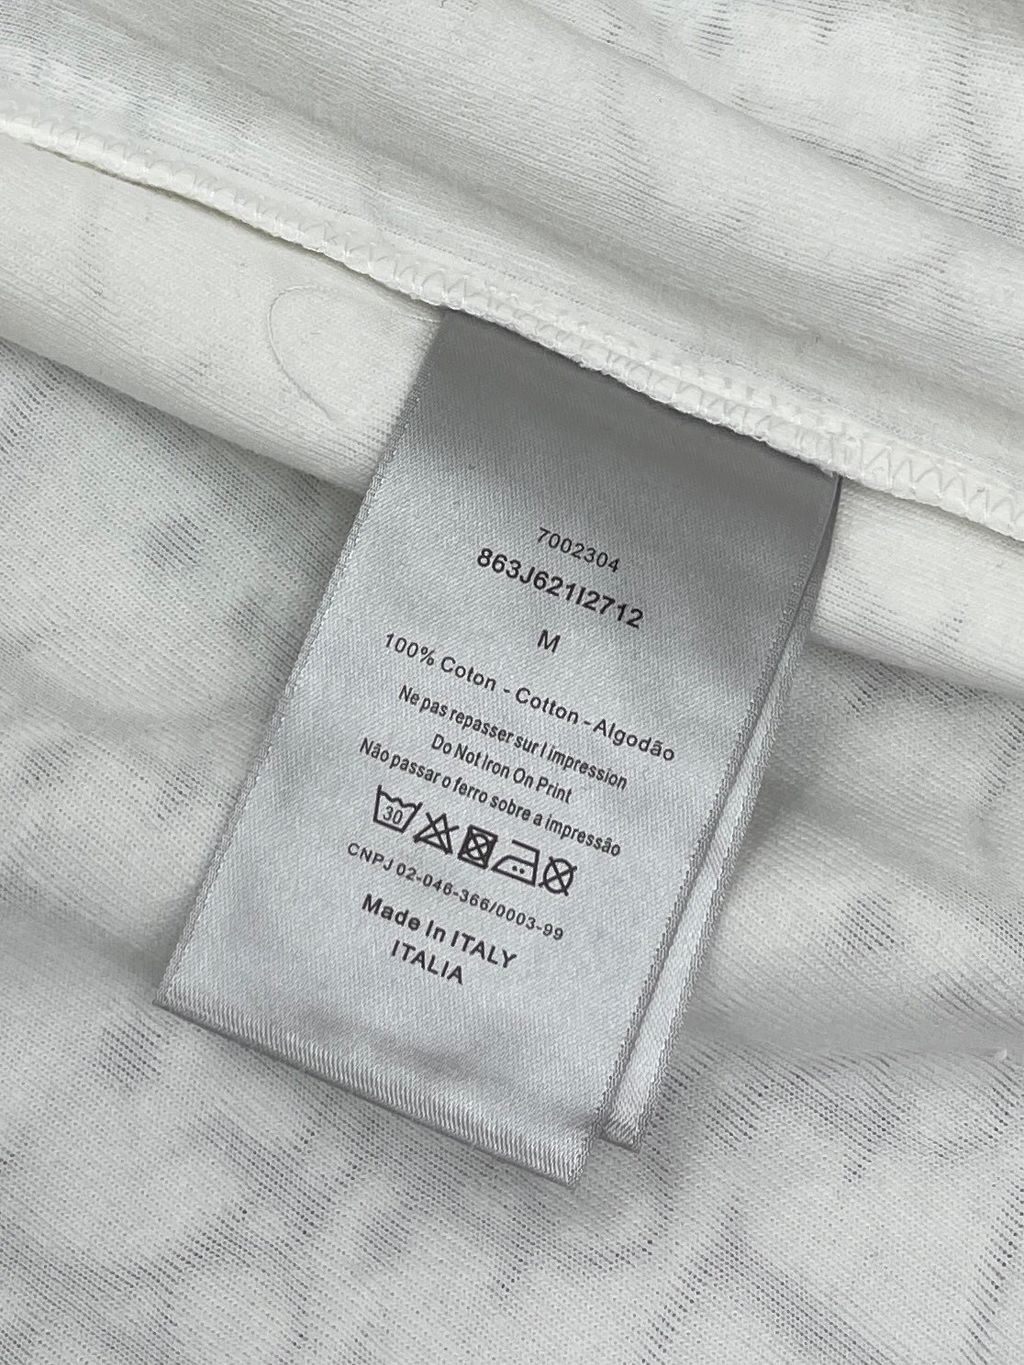 7002304
863J621I2712
M
100% Coton - Cotton - Algodão
Ne pas repasser sur l impression
Do Not Iron On Print
Não passar o ferro sobre a impressão
30
CNPJ 02-046-366/0003-99
Made In ITALY
ITALIA